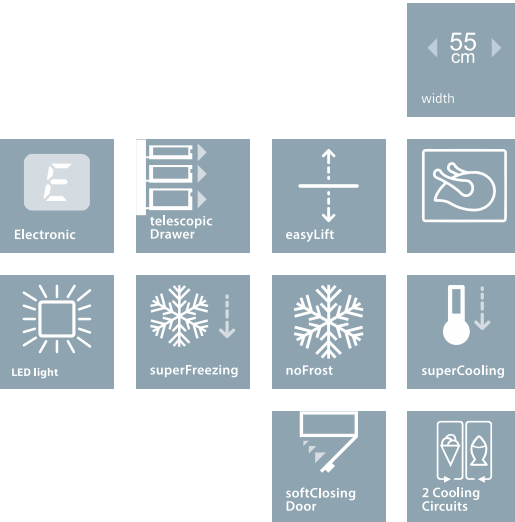 55
cm
width
E
Electronic
telescopic
Drawer
easyLift
LED light
superFreezing
noFrost
superCooling
softClosing
Door
2 Cooling
Circuits